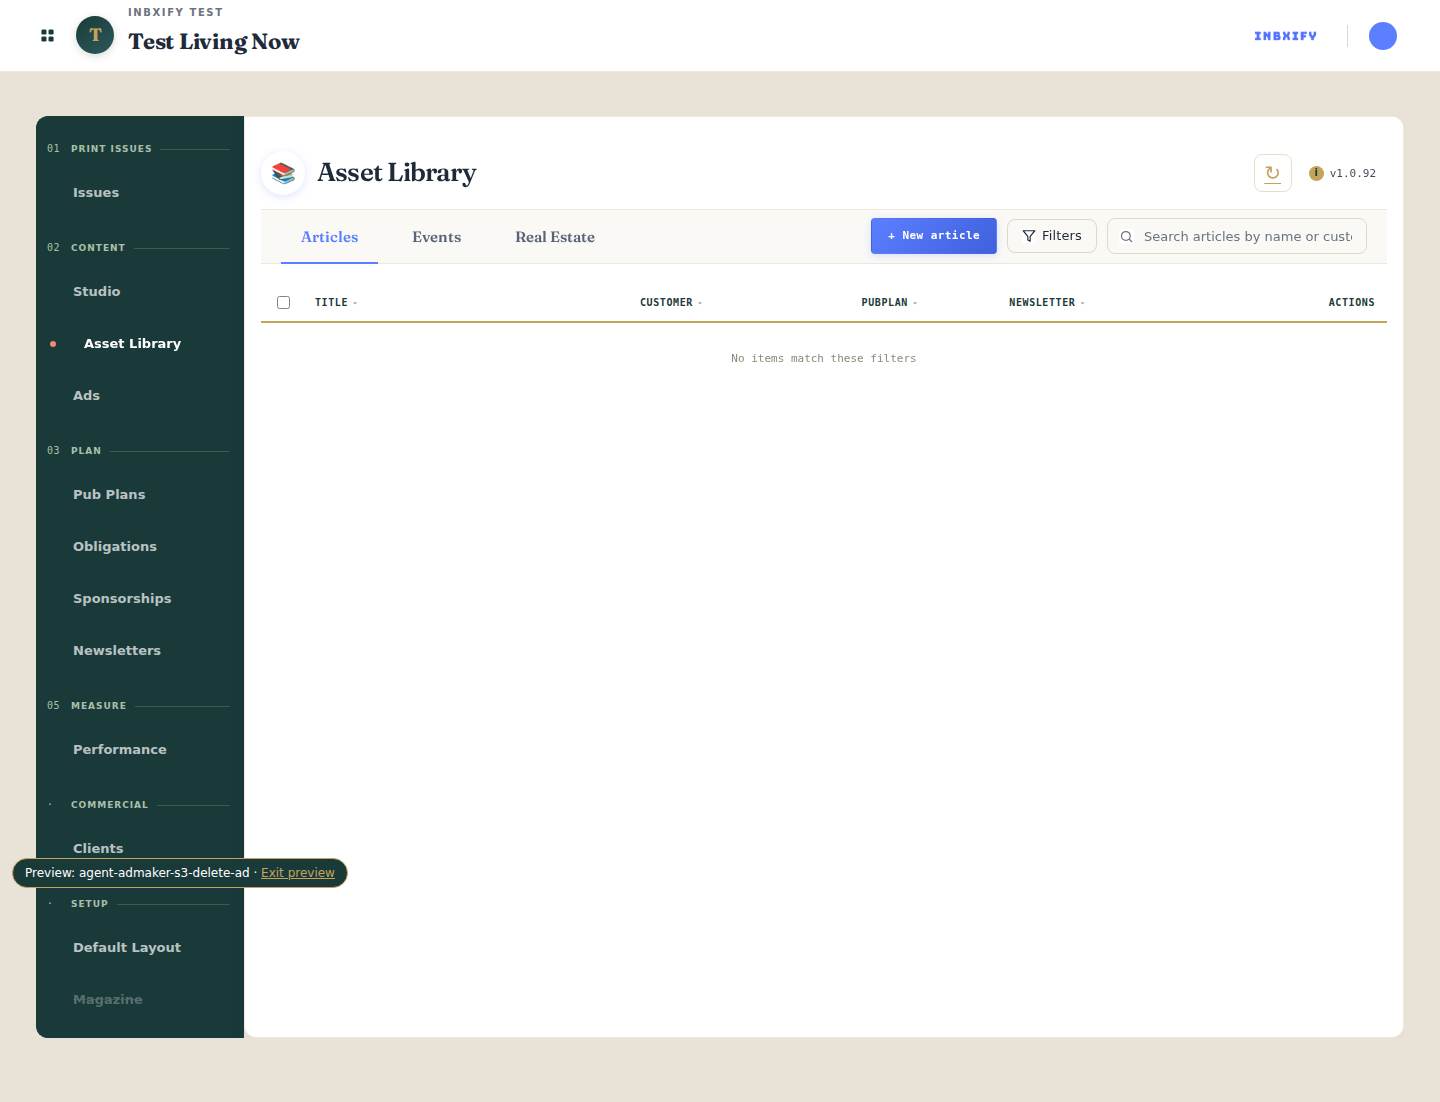 INBXIFY TEST
T
Test Living Now
INBXIFY
01 PRINT ISSUES
Issues
02 CONTENT
Studio
Asset Library
Ads
03 PLAN
Pub Plans
Obligations
Sponsorships
Newsletters
05 MEASURE
Performance
· COMMERCIAL
Clients
Preview: agent-admaker-s3-delete-ad · Exit preview
· SETUP
Default Layout
Magazine
Asset Library
↻
i v1.0.92
Articles Events Real Estate
+ New article
Filters
Search articles by name or custo
TITLE - CUSTOMER - PUBPLAN - NEWSLETTER - ACTIONS
No items match these filters